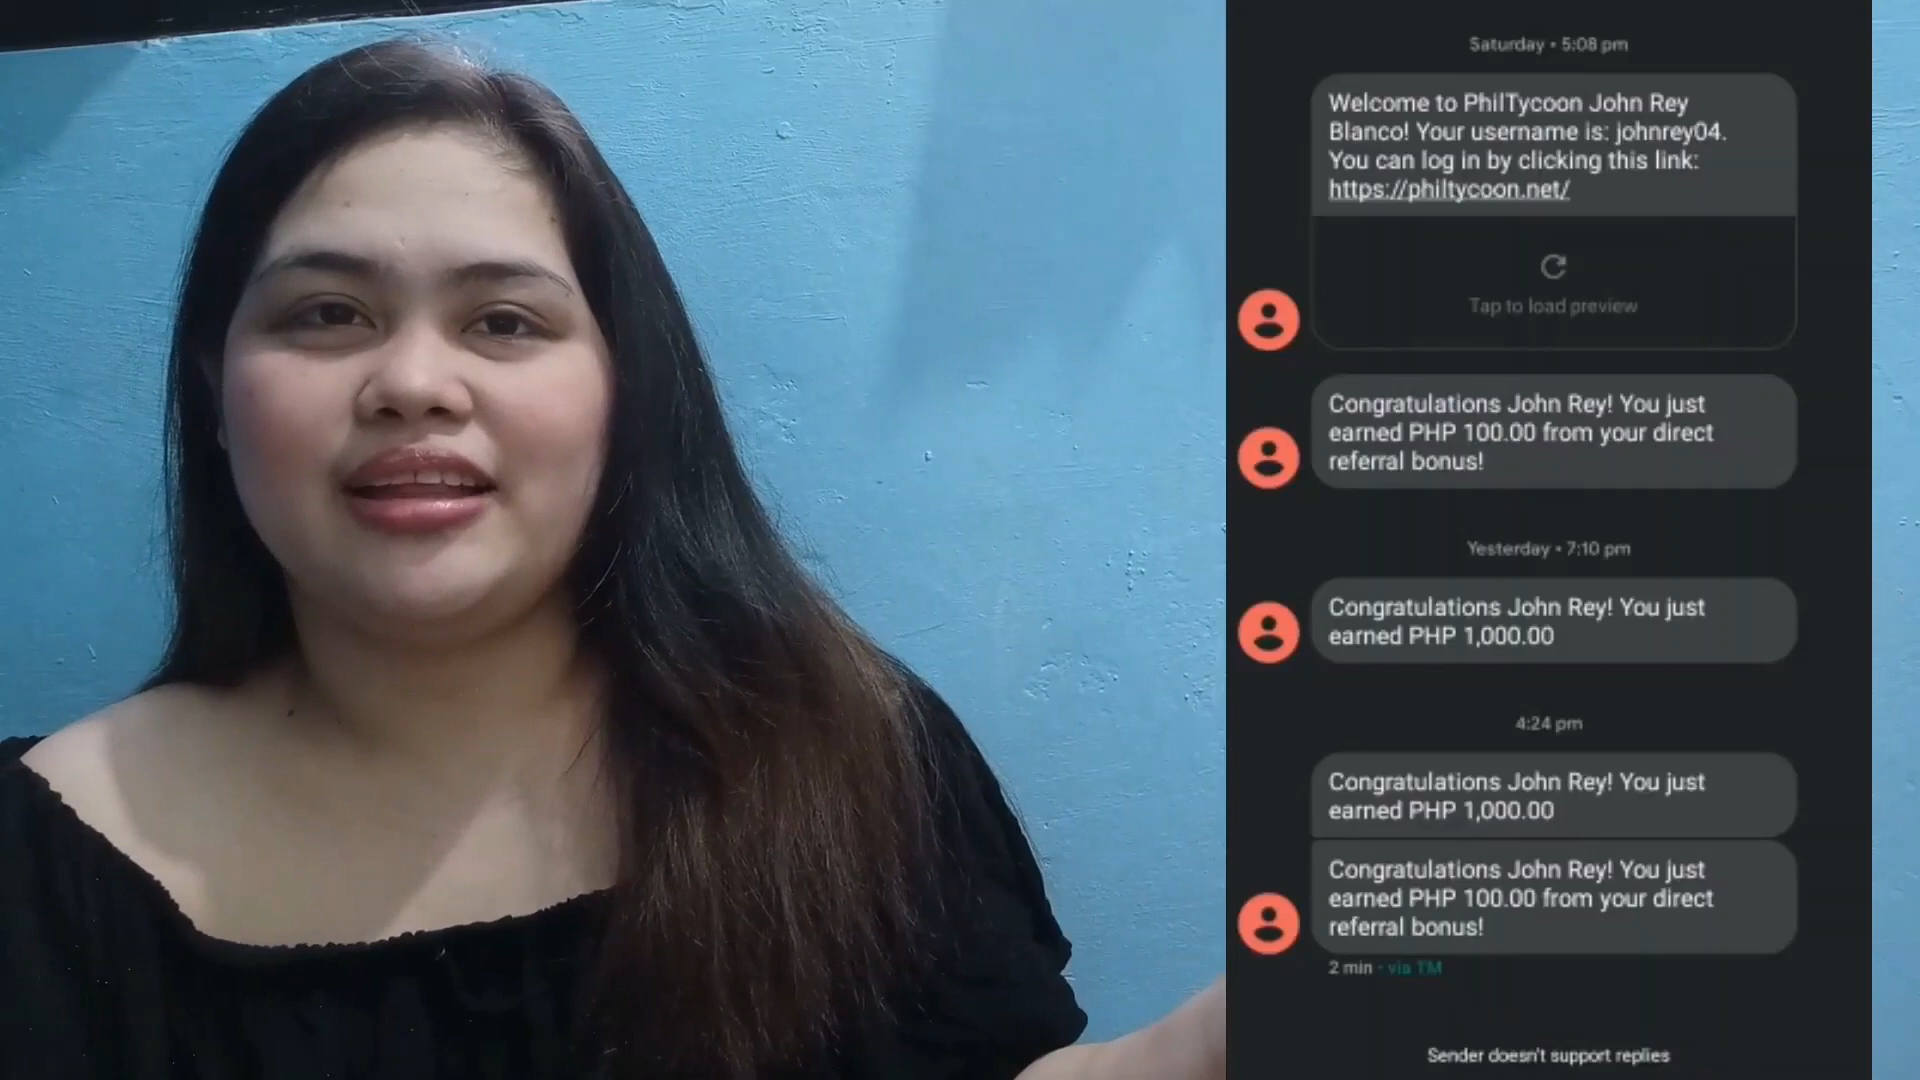 Saturday • 5:08 pm
Welcome to PhilTycoon John Rey
Blanco! Your username is: johnrey04.
You can log in by clicking this link:
https://philtycoon.net/
Tap to load preview
Congratulations John Rey! You just
earned PHP 100.00 from your direct
referral bonus!
Yesterday • 7:10 pm
Congratulations John Rey! You just
earned PHP 1,000.00
4:24 pm
Congratulations John Rey! You just
earned PHP 1,000.00
Congratulations John Rey! You just
earned PHP 100.00 from your direct
referral bonus!
2 min • via TM
Sender doesn't support replies